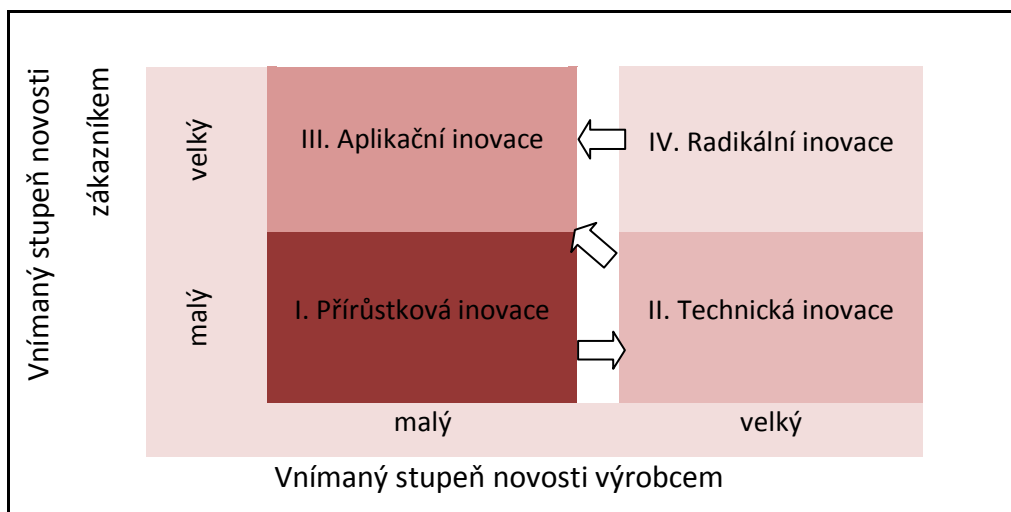 Vnímaný stupeň novosti
zákazníkem
velký
III. Aplikační inovace
IV. Radikální inovace
malý
I. Přírůstková inovace
II. Technická inovace
malý
velký
Vnímaný stupeň novosti výrobcem